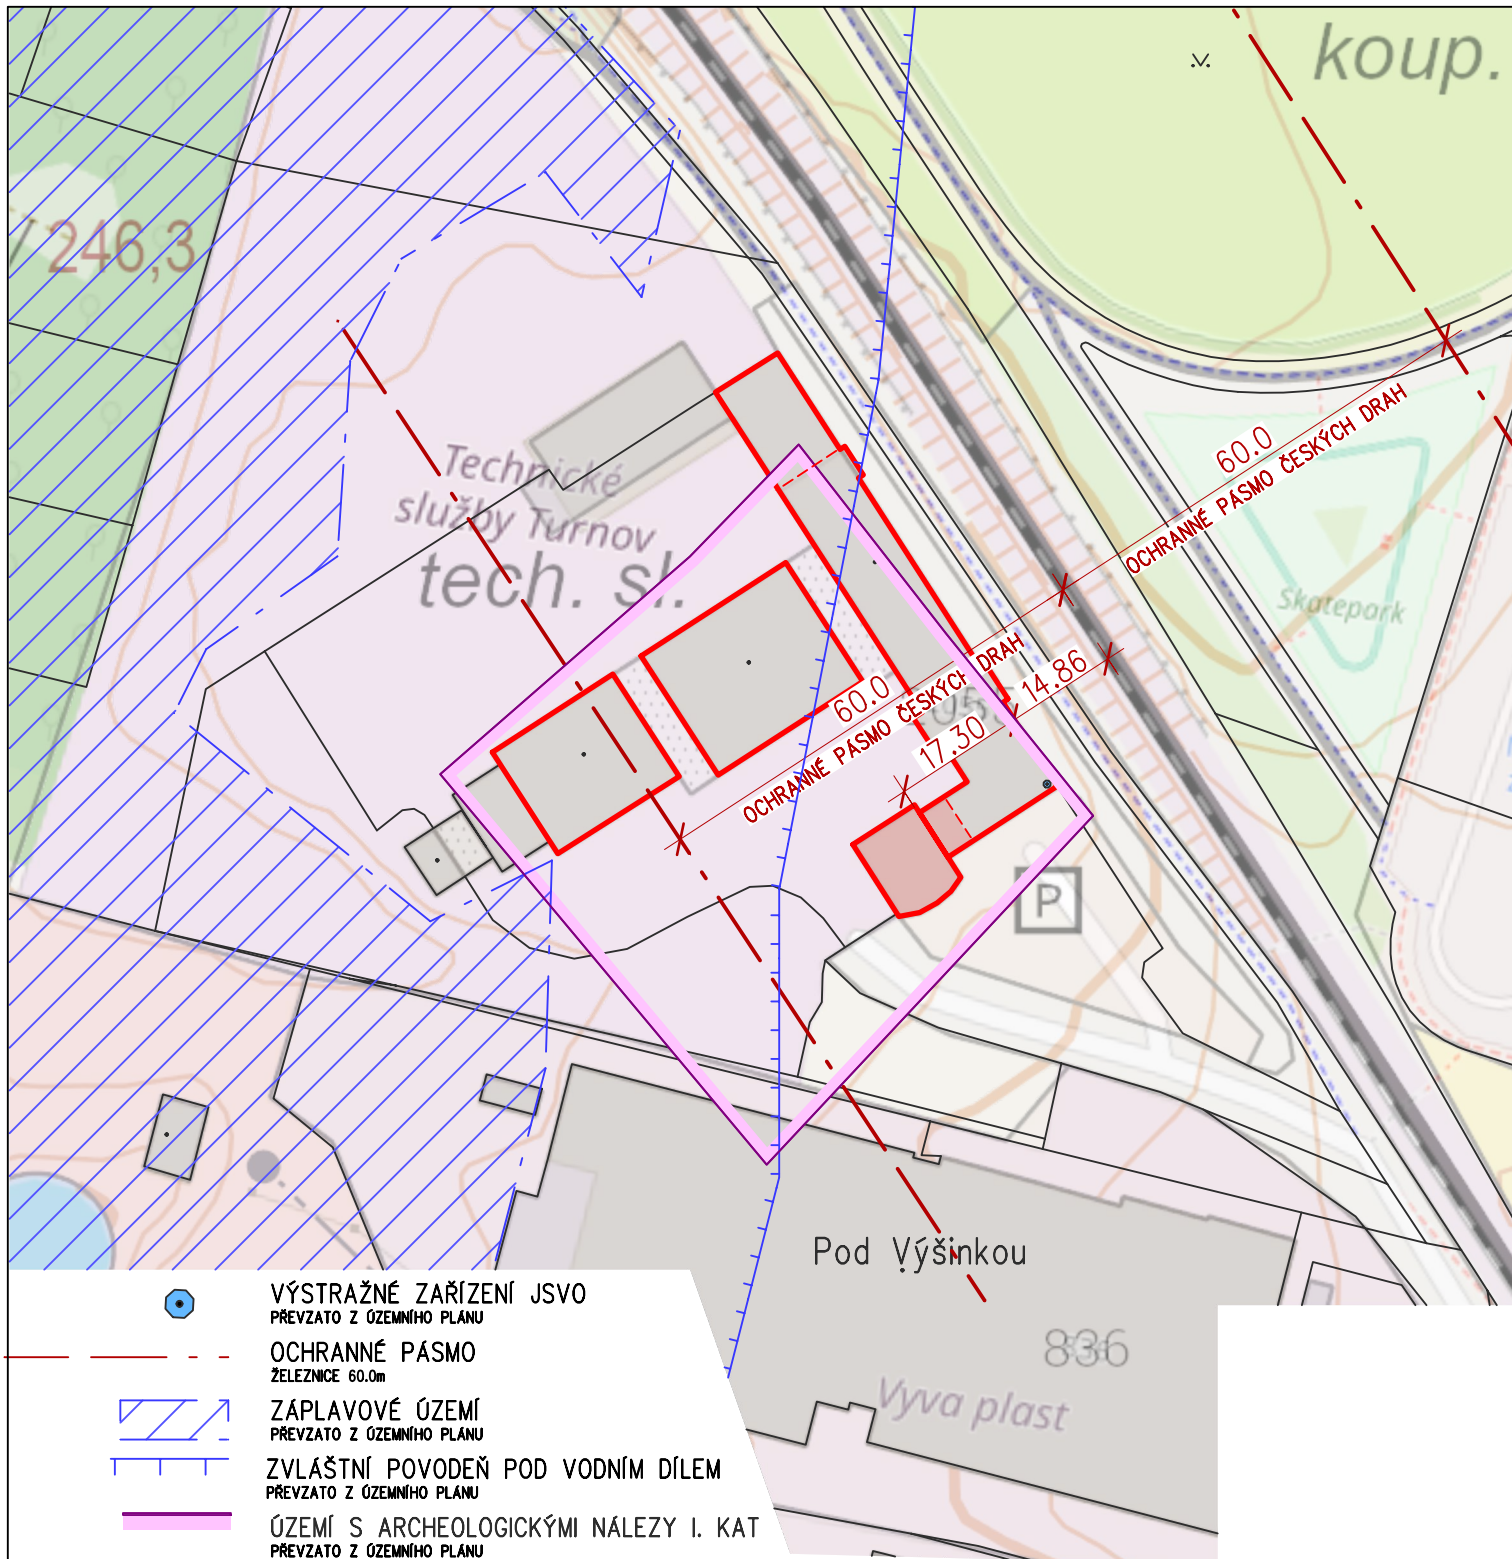 koup.
246,3
Technické
služby Turnov
tech. sl.
60.0
OCHRANNÉ PÁSMO ČESKÝCH DRAH
Skatepark
60.0
OCHRANNÉ PÁSMO ČESKÝCH DRAH
14.86
17.30
P
Pod Výšinkou
836
Vyva plast
VÝSTRAŽNÉ ZAŘÍZENÍ JSVO
PŘEVZATO Z ÚZEMNÍHO PLÁNU
OCHRANNÉ PÁSMO
ŽELEZNICE 60.0m
ZÁPLAVOVÉ ÚZEMÍ
PŘEVZATO Z ÚZEMNÍHO PLÁNU
ZVLÁŠTNÍ POVODEŇ POD VODNÍM DÍLEM
PŘEVZATO Z ÚZEMNÍHO PLÁNU
ÚZEMÍ S ARCHEOLOGICKÝMI NÁLEZY I. KAT
PŘEVZATO Z ÚZEMNÍHO PLÁNU